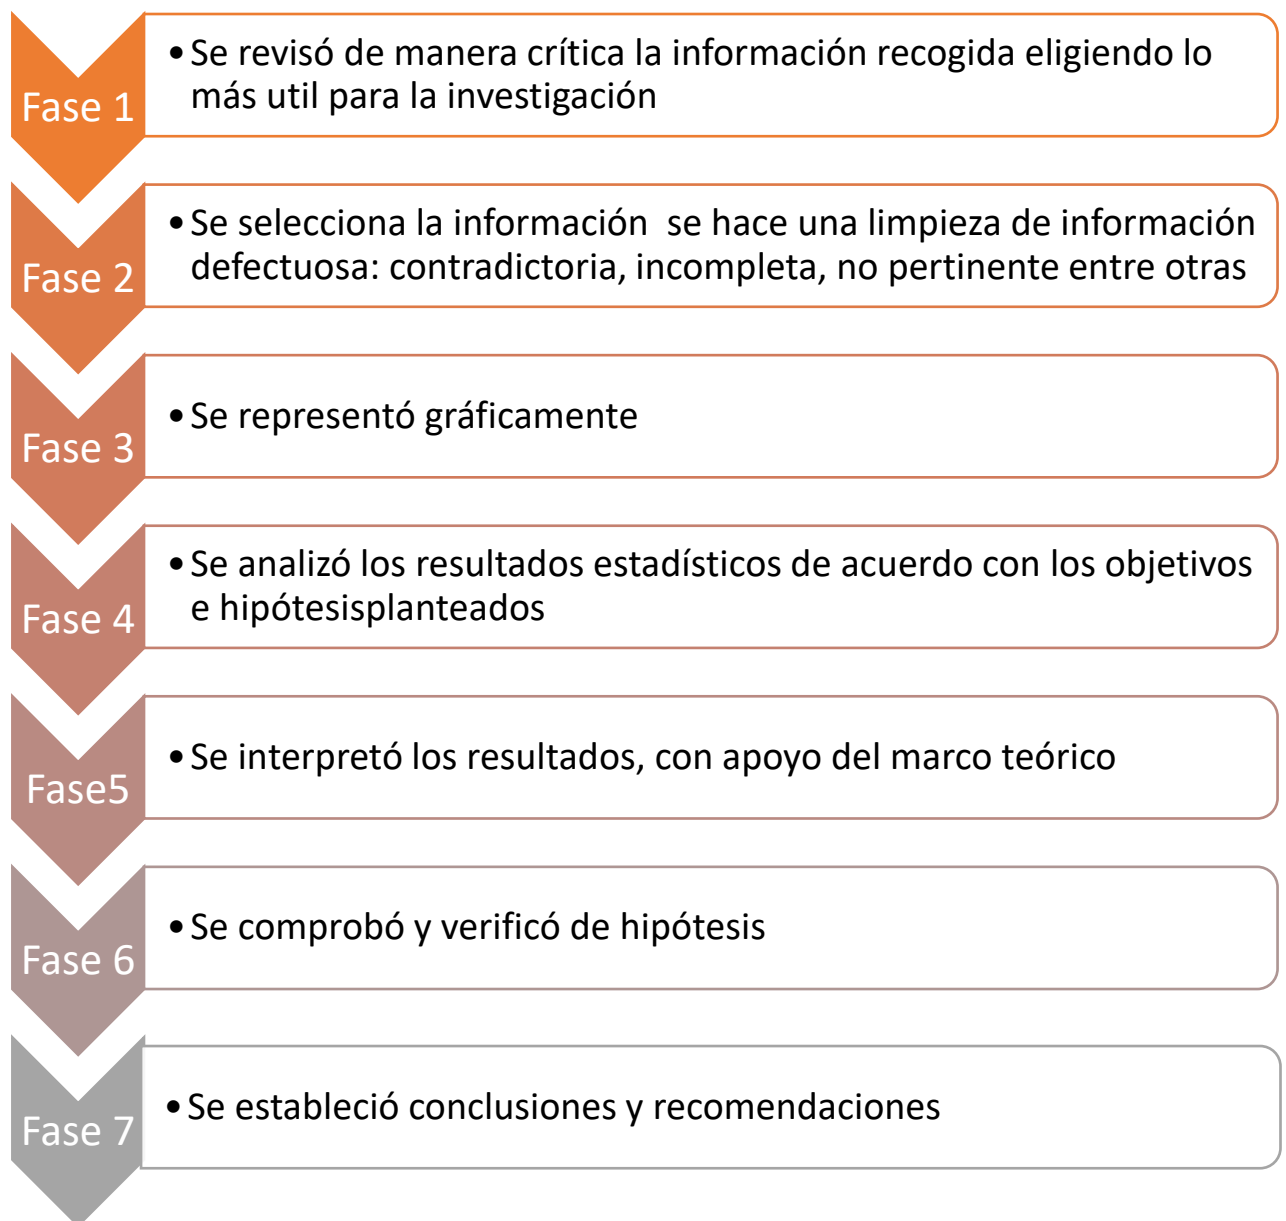 Fase 1
• Se revisó de manera crítica la información recogida eligiendo lo
más util para la investigación
Fase 2
• Se selecciona la información  se hace una limpieza de información
defectuosa: contradictoria, incompleta, no pertinente entre otras
Fase 3
• Se representó gráficamente
Fase 4
• Se analizó los resultados estadísticos de acuerdo con los objetivos
e hipótesisplanteados
Fase5
• Se interpretó los resultados, con apoyo del marco teórico
Fase 6
• Se comprobó y verificó de hipótesis
Fase 7
• Se estableció conclusiones y recomendaciones